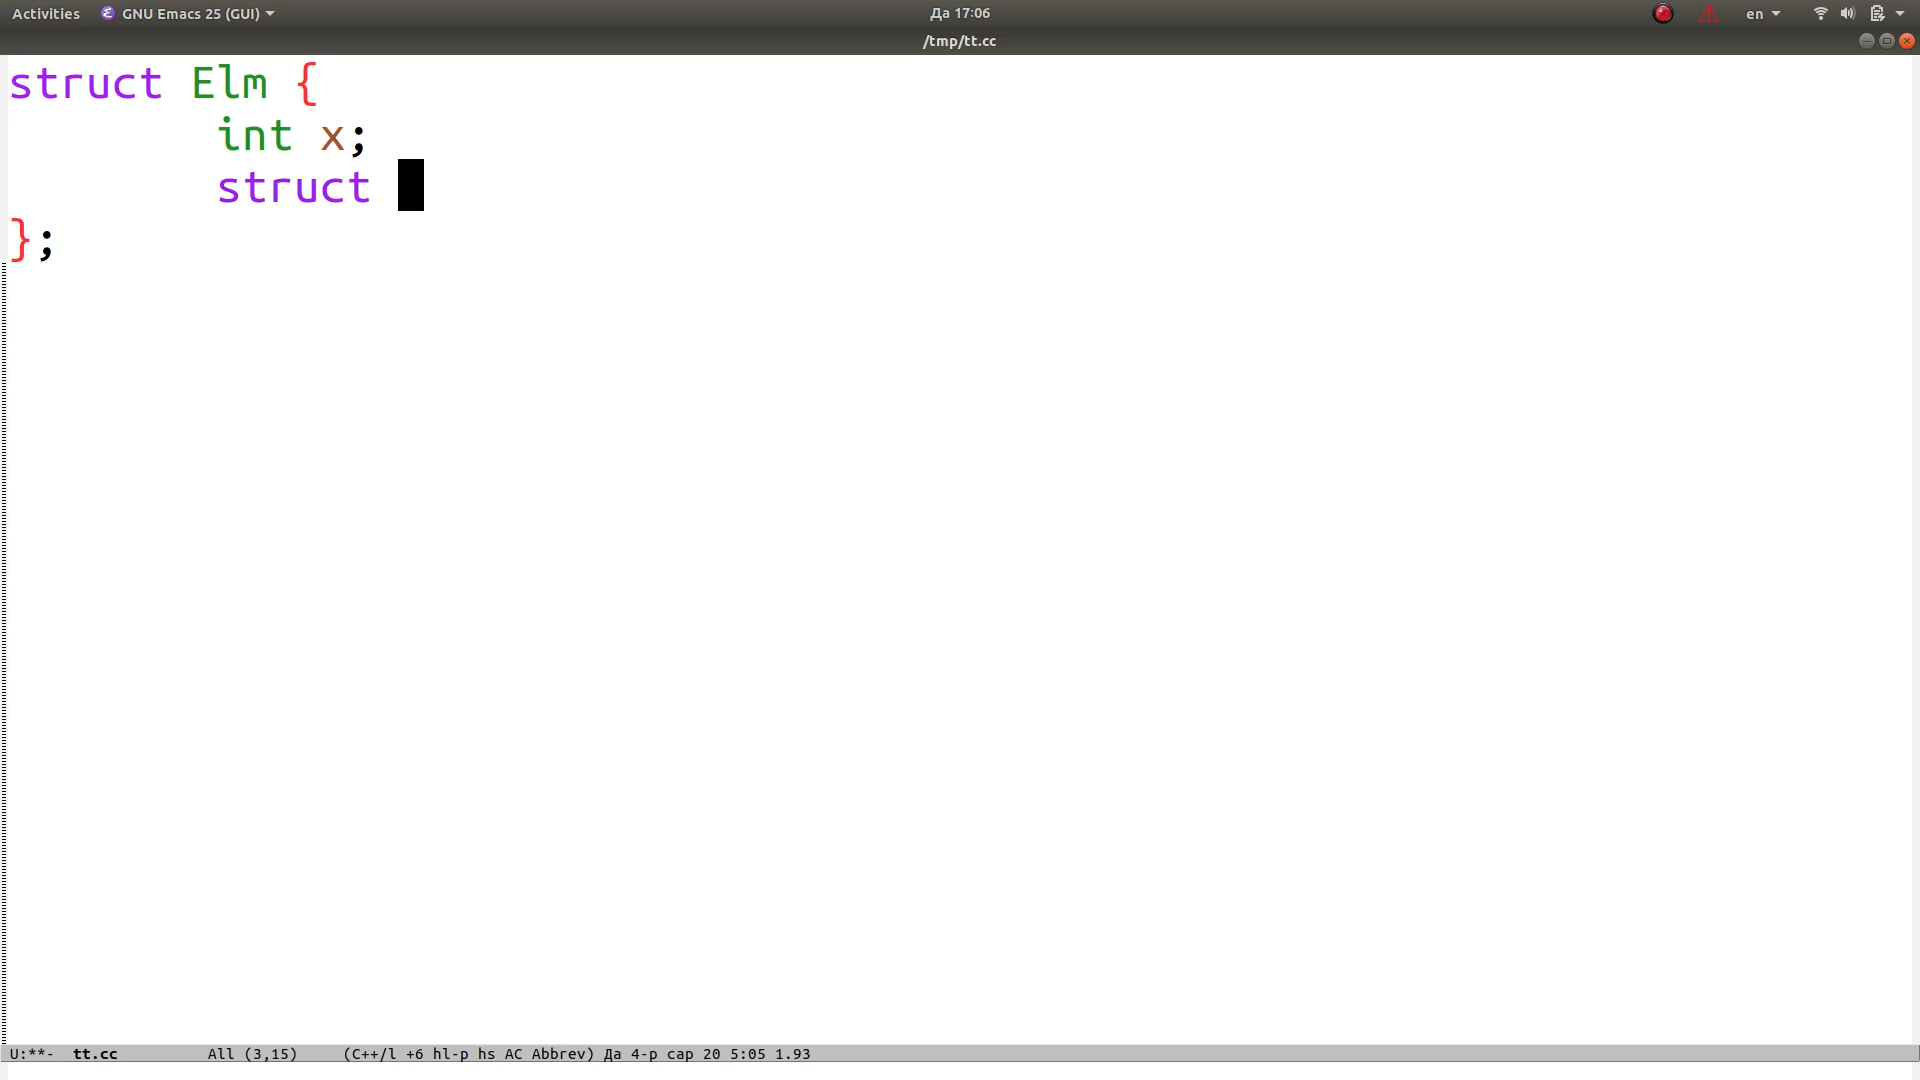 Activities GNU Emacs 25 (GUI) Да 17:06 en
/tmp/tt.cc
struct Elm {
int x;
struct
};
U:**- tt.cc All (3,15) (C++/l +6 hl-p hs AC Abbrev) Да 4-р сар 20 5:05 1.93